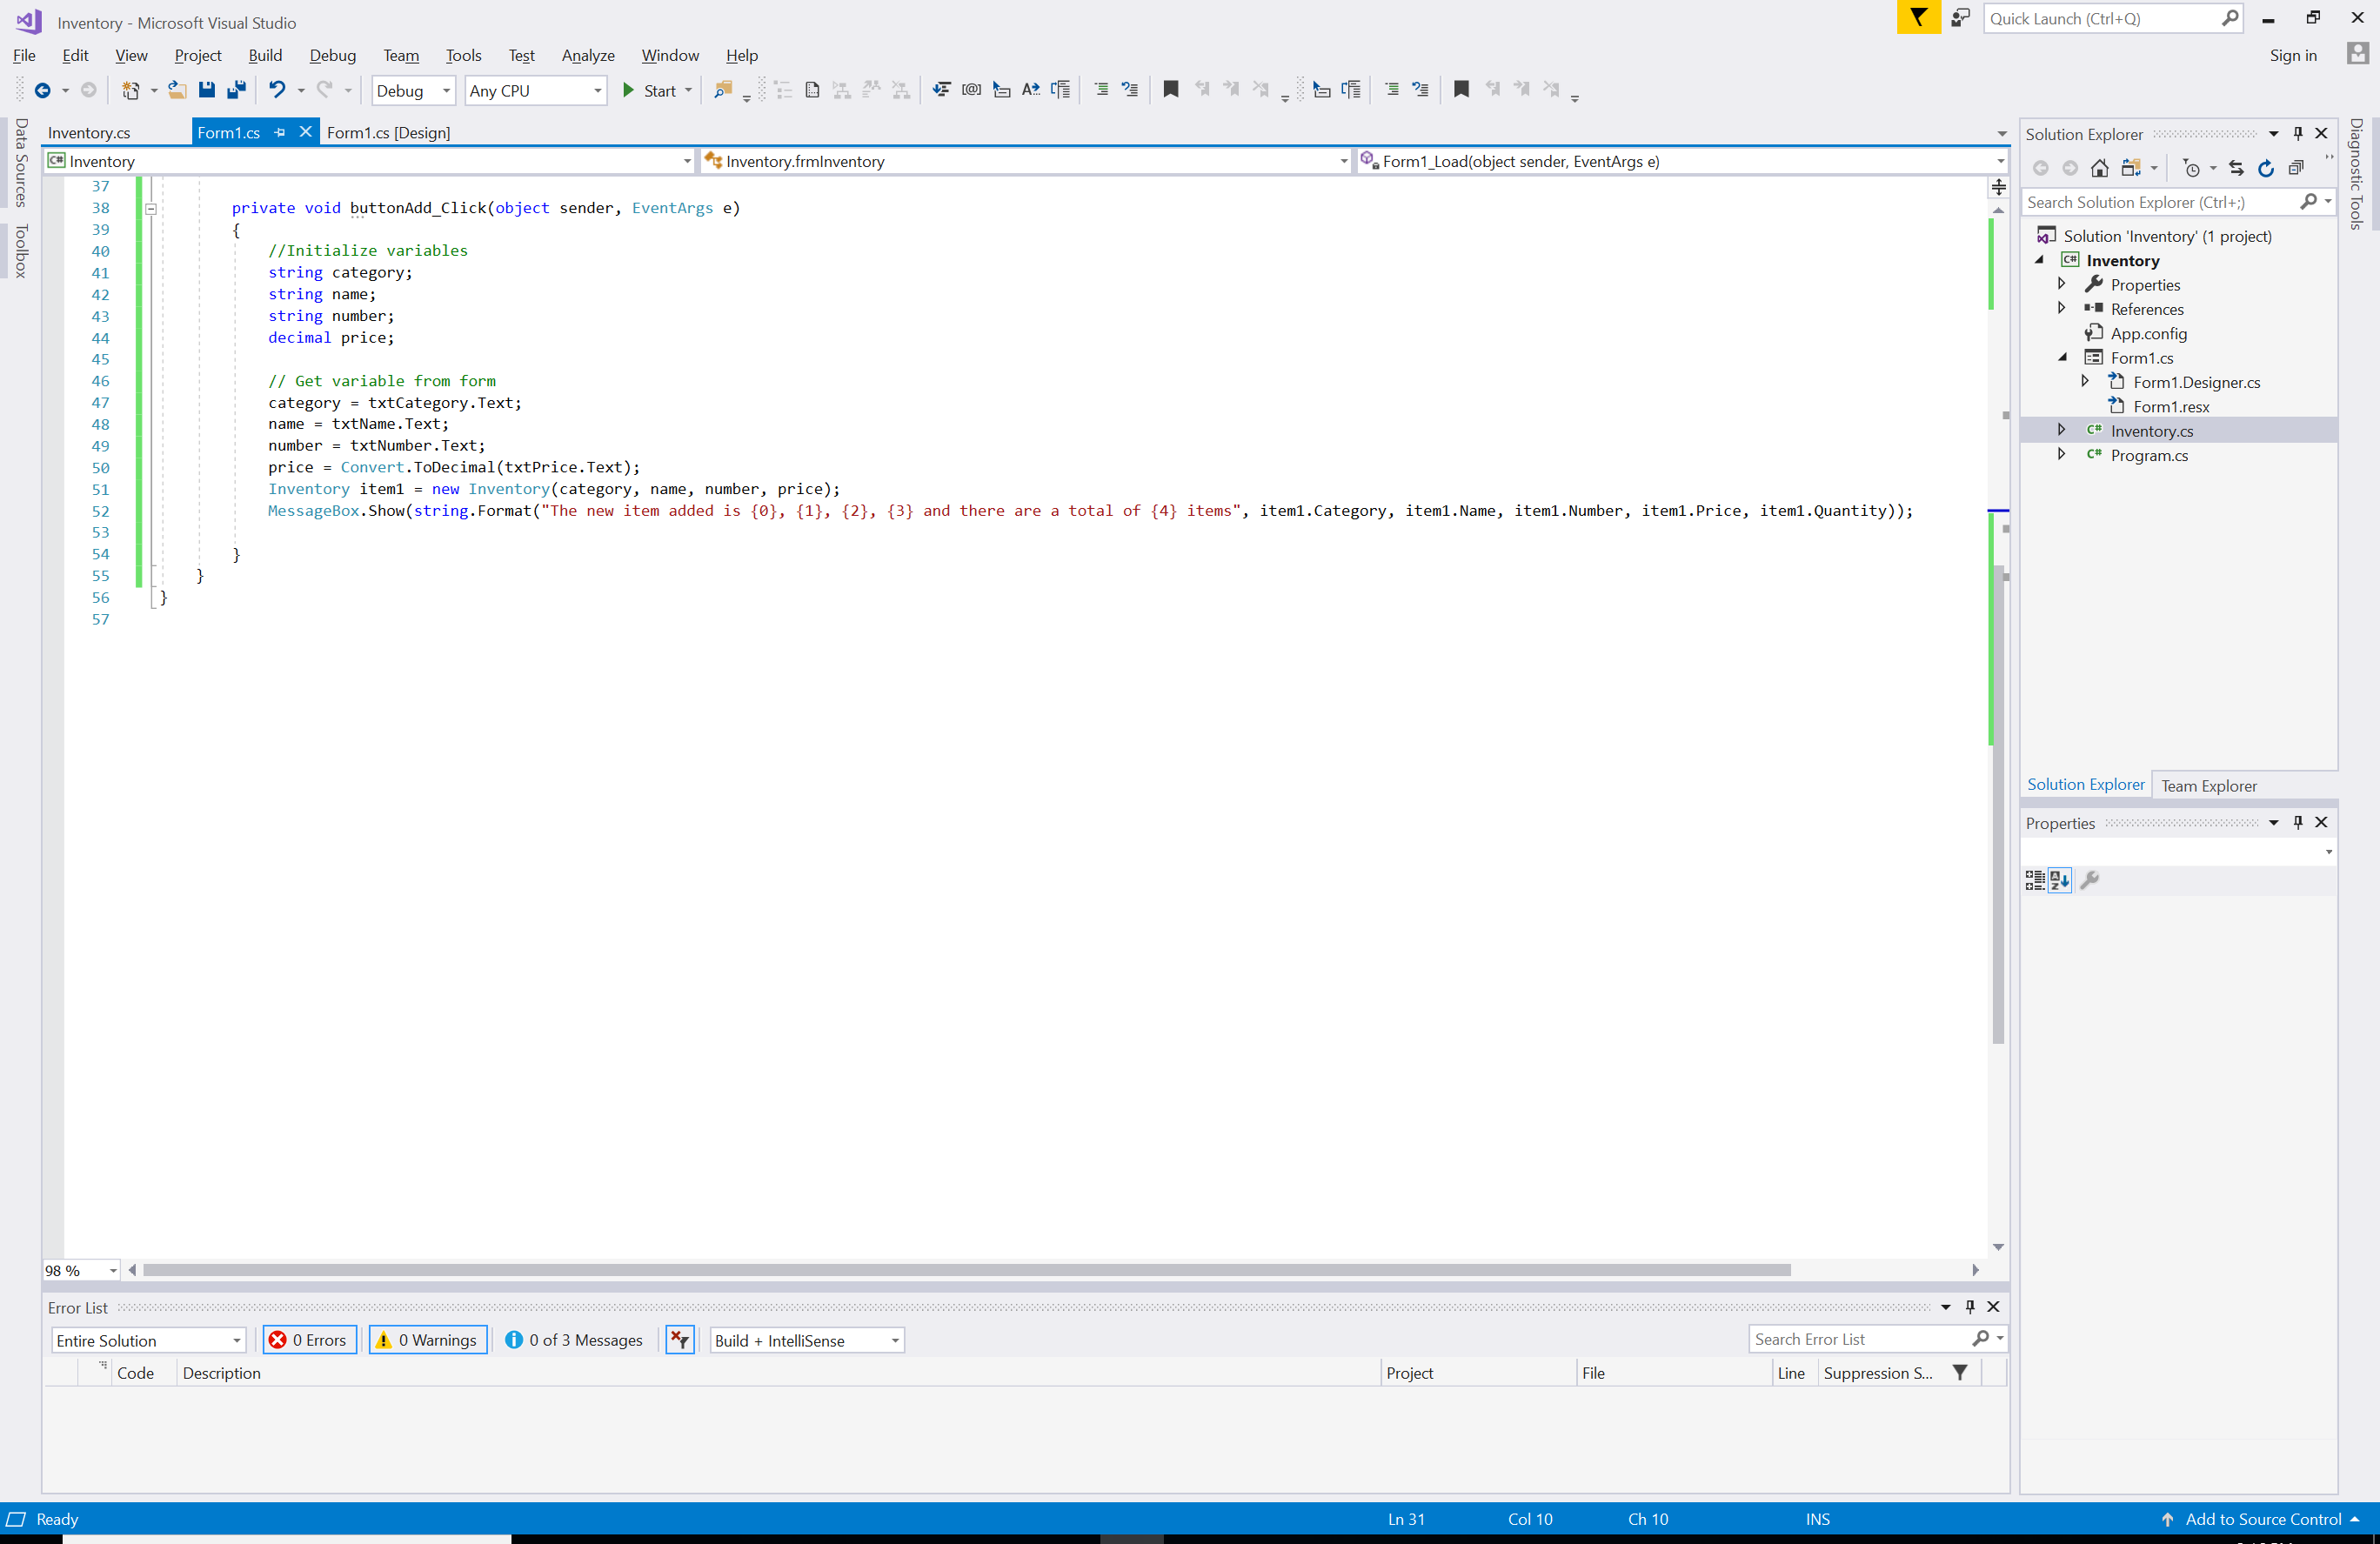 Inventory - Microsoft Visual Studio
Quick Launch (Ctrl+Q)
File Edit View Project Build Debug Team Tools Test Analyze Window Help
Sign in
Debug Any CPU Start
Data Sources
Toolbox
Inventory.cs Form1.cs Form1.cs [Design]
Inventory Inventory.frmInventory Form1_Load(object sender, EventArgs e)
37
38 private void buttonAdd_Click(object sender, EventArgs e)
39 {
40 //Initialize variables
41 string category;
42 string name;
43 string number;
44 decimal price;
45
46 // Get variable from form
47 category = txtCategory.Text;
48 name = txtName.Text;
49 number = txtNumber.Text;
50 price = Convert.ToDecimal(txtPrice.Text);
51 Inventory item1 = new Inventory(category, name, number, price);
52 MessageBox.Show(string.Format("The new item added is {0}, {1}, {2}, {3} and there are a total of {4} items", item1.Category, item1.Name, item1.Number, item1.Price, item1.Quantity));
53
54 }
55 }
56 }
57
98 %
Error List
Entire Solution 0 Errors 0 Warnings 0 of 3 Messages Build + IntelliSense Search Error List
Code Description Project File Line Suppression S...
Solution Explorer
Search Solution Explorer (Ctrl+;)
Solution 'Inventory' (1 project)
C# Inventory
Properties
References
App.config
Form1.cs
Form1.Designer.cs
Form1.resx
C# Inventory.cs
C# Program.cs
Solution Explorer Team Explorer
Properties
Diagnostic Tools
Ready Ln 31 Col 10 Ch 10 INS Add to Source Control